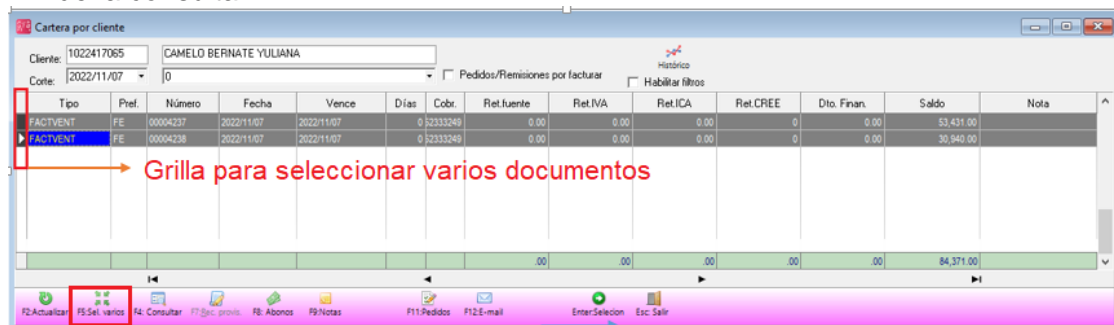 Cartera por cliente
Cliente: 1022417065 CAMELO BERNATE YULIANA
Histórico
Corte: 2022/11/07 0 Pedidos/Remisiones por facturar Habilitar filtros
Tipo Pref. Número Fecha Vence Días Cobr. Ret.fuente Ret.IVA Ret.ICA Ret.CREE Dto. Finan. Saldo Nota
FACTVENT FE 00004237 2022/11/07 2022/11/07 0 52333249 0.00 0.00 0.00 0 0.00 53,431.00
FACTVENT FE 00004238 2022/11/07 2022/11/07 0 52333249 0.00 0.00 0.00 0 0.00 30,940.00
Grilla para seleccionar varios documentos
.00 .00 .00 .00 .00 84,371.00
F2:Actualizar F5:Sel. varios F4: Consultar F7:Rec. provis. F8: Abonos F9:Notas F11:Pedidos F12:E-mail Enter:Selecion Esc: Salir